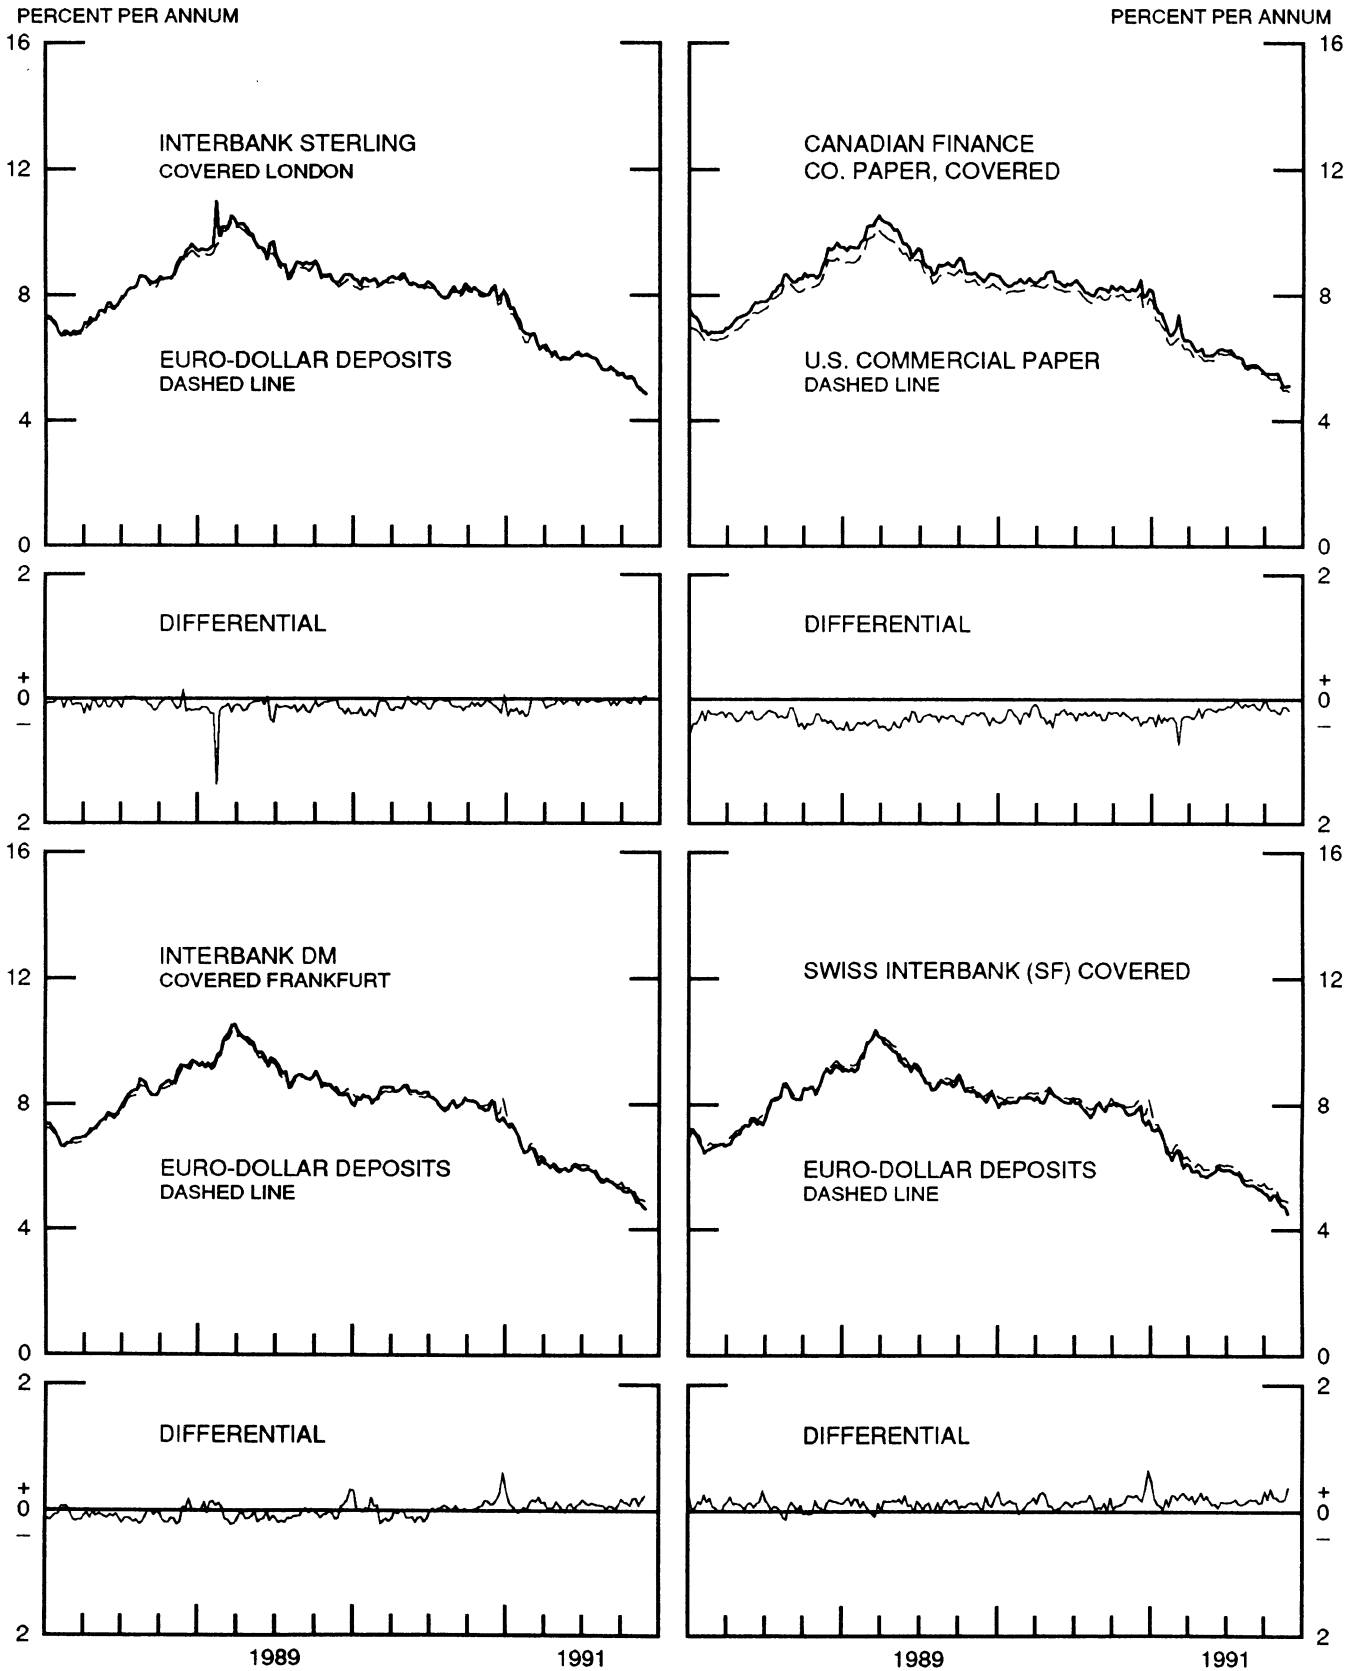 PERCENT PER ANNUM
PERCENT PER ANNUM
16
16
INTERBANK STERLING
COVERED LONDON
CANADIAN FINANCE
CO. PAPER, COVERED
12
12
8
8
EURO-DOLLAR DEPOSITS
DASHED LINE
U.S. COMMERCIAL PAPER
DASHED LINE
4
4
0
0
2
2
DIFFERENTIAL
DIFFERENTIAL
+
0
–
+
0
–
2
2
16
16
INTERBANK DM
COVERED FRANKFURT
SWISS INTERBANK (SF) COVERED
12
12
8
8
EURO-DOLLAR DEPOSITS
DASHED LINE
EURO-DOLLAR DEPOSITS
DASHED LINE
4
4
0
0
2
2
DIFFERENTIAL
DIFFERENTIAL
+
0
–
+
0
–
2
2
1989
1991
1989
1991